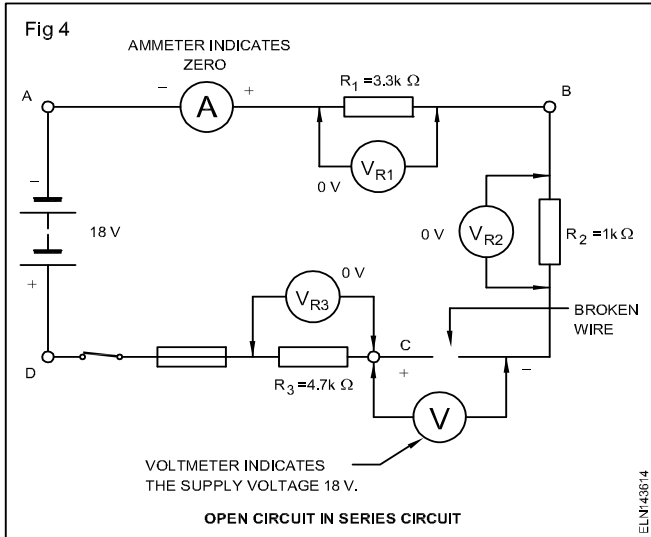 Fig 4
AMMETER INDICATES
ZERO
A
−
A
+
R1 =3.3k Ω
B
0 V
VR1
−
18 V
+
0 V
VR2
R2 =1k Ω
0 V
VR3
BROKEN
WIRE
D
R3=4.7k Ω
C
+
−
V
VOLTMETER INDICATES
THE SUPPLY VOLTAGE 18 V.
OPEN CIRCUIT IN SERIES CIRCUIT
ELN143614